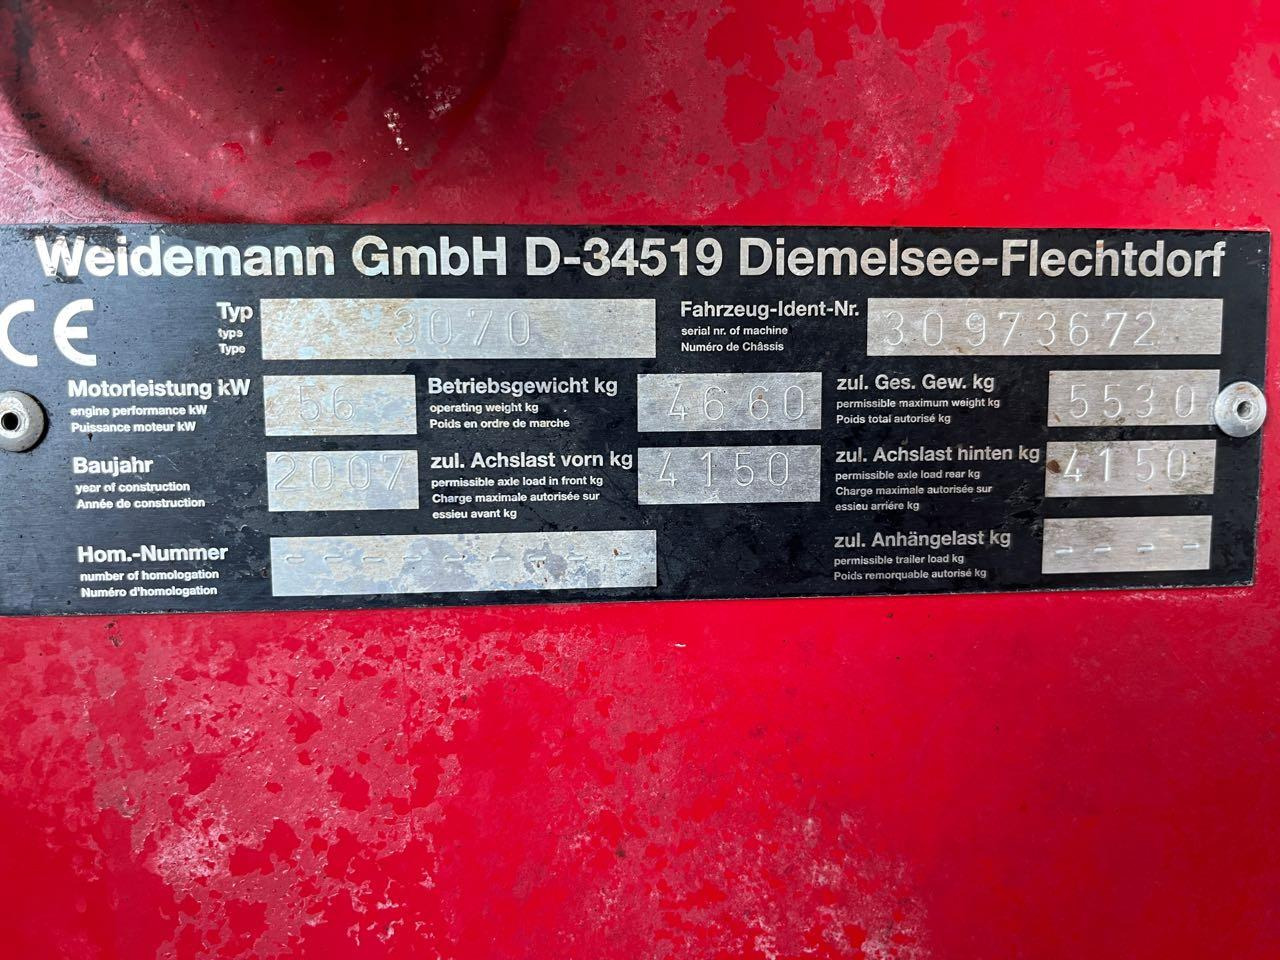 Weidemann GmbH D-34519 Diemelsee-Flechtdorf
CE
Typ
type
Type
3070
Fahrzeug-Ident-Nr.
serial nr. of machine
Numéro de Châssis
30973672
Motorleistung kW
engine performance kW
Puissance moteur kW
56
Betriebsgewicht kg
operating weight kg
Poids en ordre de marche
4660
zul. Ges. Gew. kg
permissible maximum weight kg
Poids total autorisé kg
5530
Baujahr
year of construction
Année de construction
2007
zul. Achslast vorn kg
permissible axle load in front kg
Charge maximale autorisée sur
essieu avant kg
4150
zul. Achslast hinten kg
permissible axle load rear kg
Charge maximale autorisée sur
essieu arriére kg
4150
Hom.-Nummer
number of homologation
Numéro d'homologation
---------
zul. Anhängelast kg
permissible trailer load kg
Poids remorquable autorisé kg
----